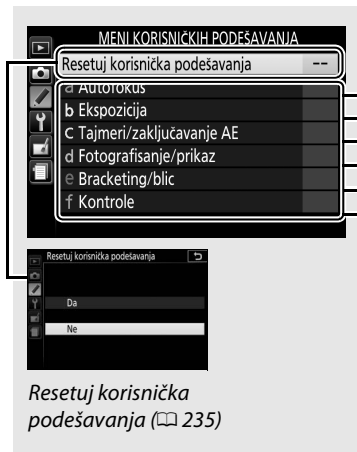 MENI KORISNIČKIH PODEŠAVANJA
Resetuj korisnička podešavanja --
a Autofokus
b Ekspozicija
c Tajmeri/zaključavanje AE
d Fotografisanje/prikaz
e Bracketing/blic
f Kontrole
Resetuj korisnička podešavanja
Da
Ne
Resetuj korisnička
podešavanja (📖 235)